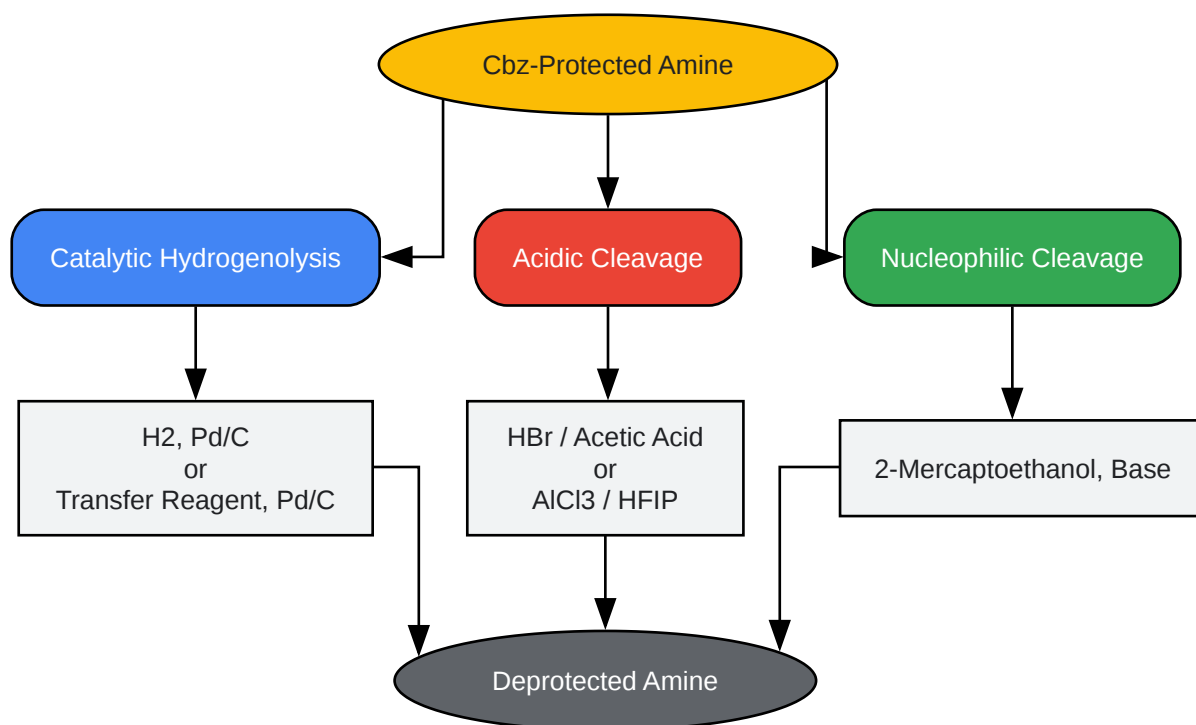 Cbz-Protected Amine
Catalytic Hydrogenolysis
Acidic Cleavage
Nucleophilic Cleavage
H2, Pd/C
or
Transfer Reagent, Pd/C
HBr / Acetic Acid
or
AlCl3 / HFIP
2-Mercaptoethanol, Base
Deprotected Amine